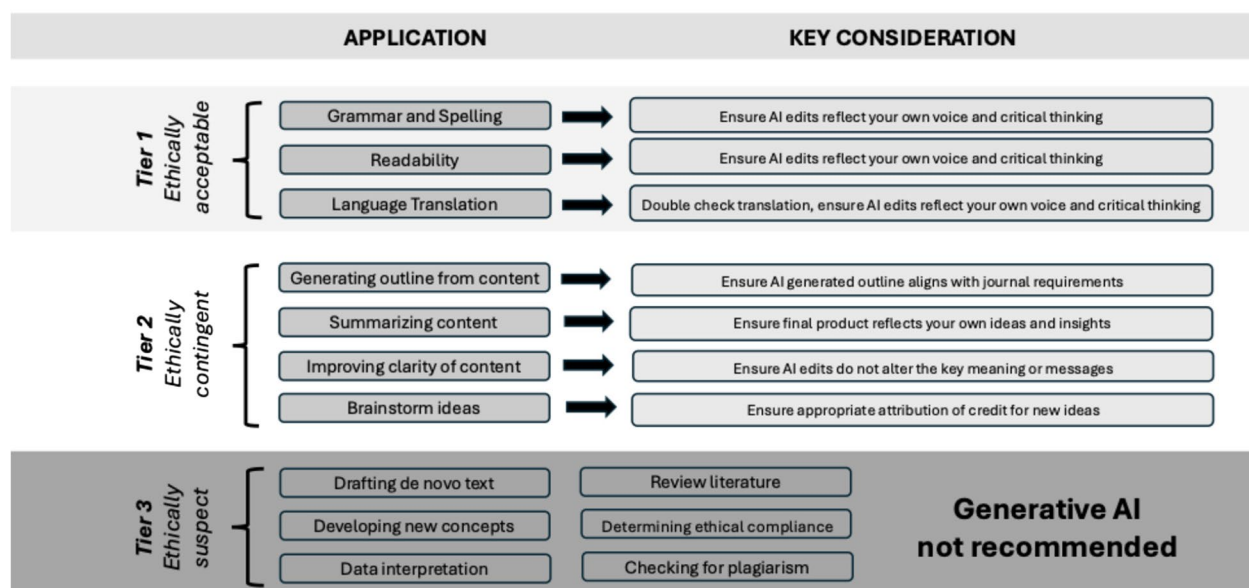 APPLICATION KEY CONSIDERATION
Tier 1
Ethically
acceptable
Grammar and Spelling Ensure AI edits reflect your own voice and critical thinking
Readability Ensure AI edits reflect your own voice and critical thinking
Language Translation Double check translation, ensure AI edits reflect your own voice and critical thinking
Tier 2
Ethically
contingent
Generating outline from content Ensure AI generated outline aligns with journal requirements
Summarizing content Ensure final product reflects your own ideas and insights
Improving clarity of content Ensure AI edits do not alter the key meaning or messages
Brainstorm ideas Ensure appropriate attribution of credit for new ideas
Tier 3
Ethically
suspect
Drafting de novo text Review literature
Developing new concepts Determining ethical compliance
Data interpretation Checking for plagiarism
Generative AI
not recommended